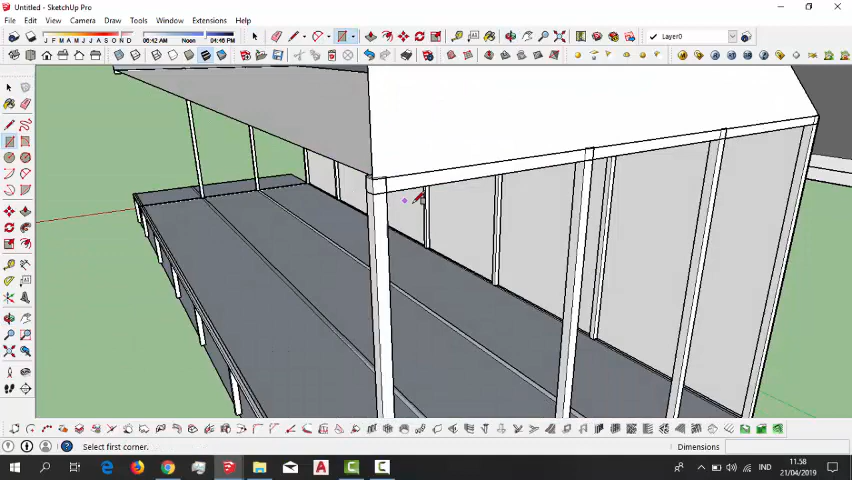 Untitled - SketchUp Pro
File Edit View Camera Draw Tools Window Extensions Help
J F M A M J J A S O N D 06:42 AM Noon 04:46 PM Layer0
Select first corner. Dimensions
IND 11.58
21/04/2019